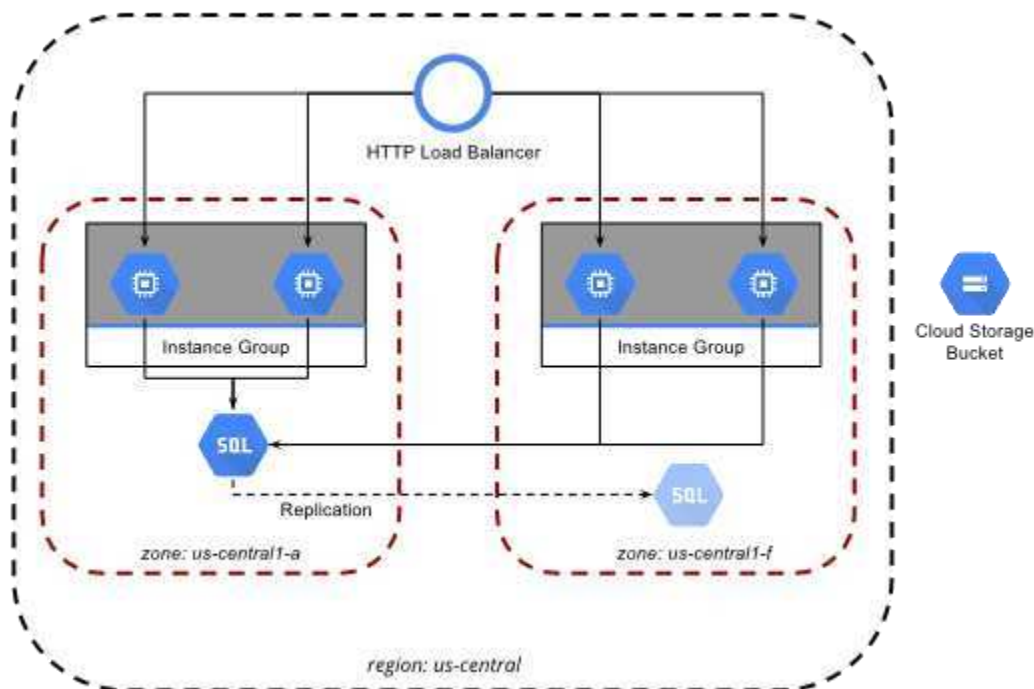 HTTP Load Balancer
Instance Group
Instance Group
Cloud Storage
Bucket
SQL
SQL
Replication
zone: us-central1-a
zone: us-central1-f
region: us-central